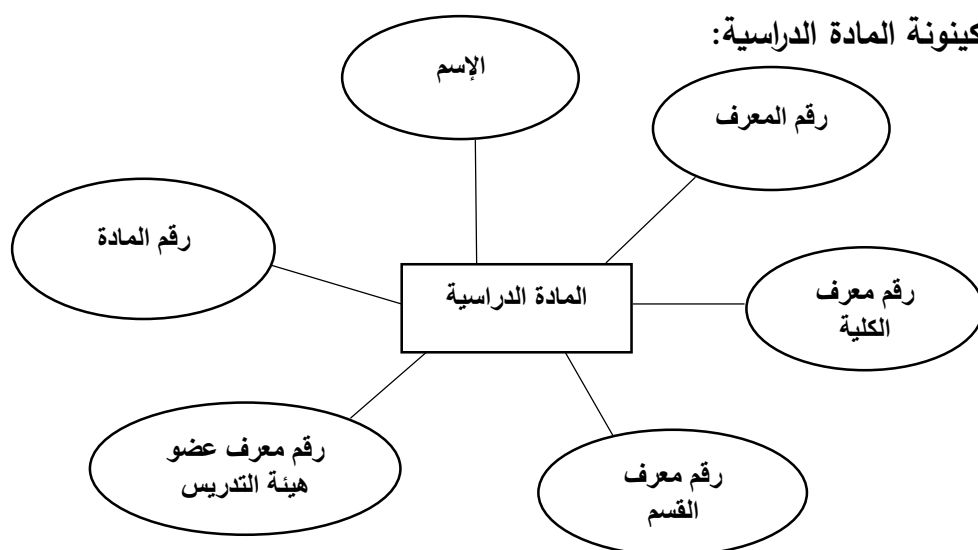 كينونة المادة الدراسية:
الإسم
رقم المعرف
رقم المادة
المادة الدراسية
رقم معرف
الكلية
رقم معرف عضو
هيئة التدريس
رقم معرف
القسم